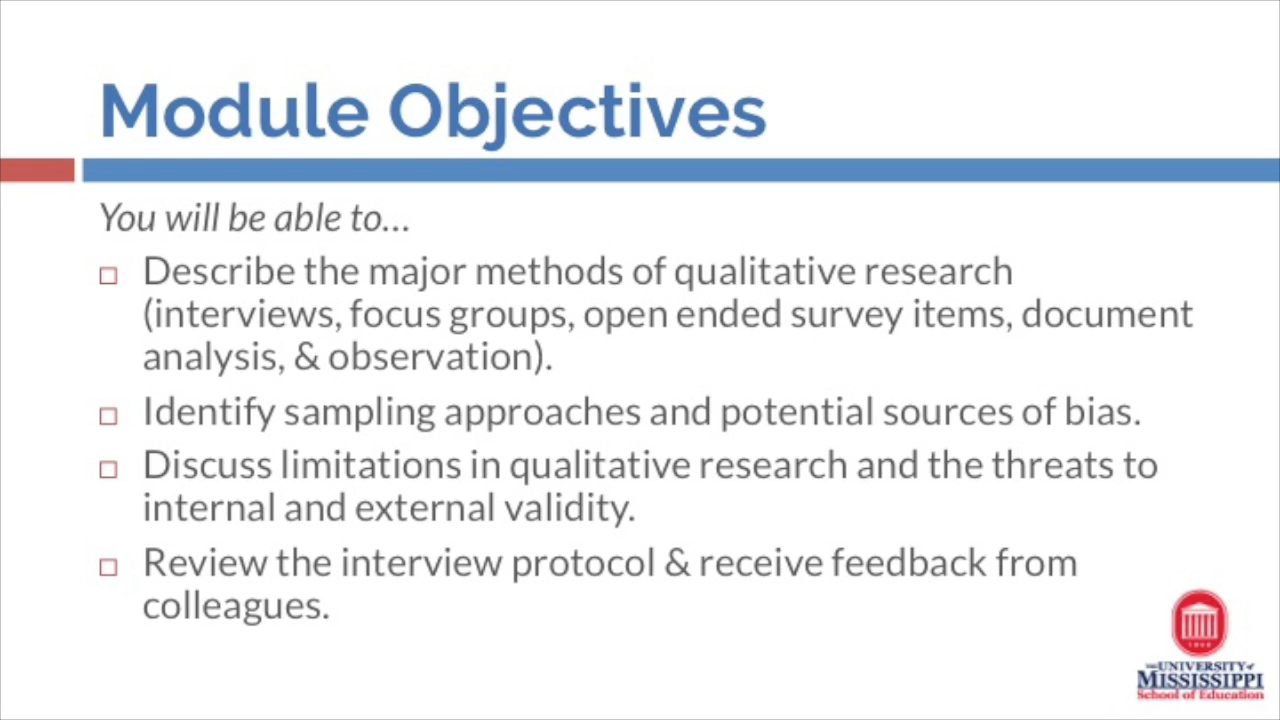 Module Objectives
You will be able to...
Describe the major methods of qualitative research
(interviews, focus groups, open ended survey items, document
analysis, & observation).
Identify sampling approaches and potential sources of bias.
Discuss limitations in qualitative research and the threats to
internal and external validity.
Review the interview protocol & receive feedback from
colleagues.
1848
THE UNIVERSITY of
MISSISSIPPI
School of Education